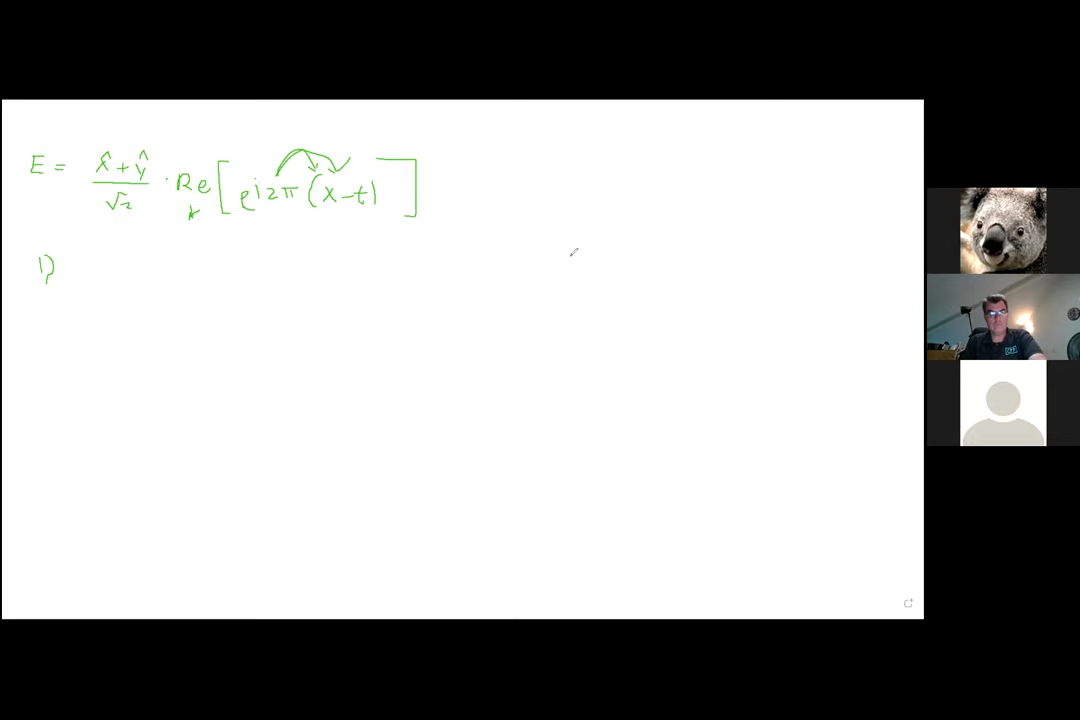 E = x̂ + ŷ / √2 · Re [ e i2π (x − t) ]
1)